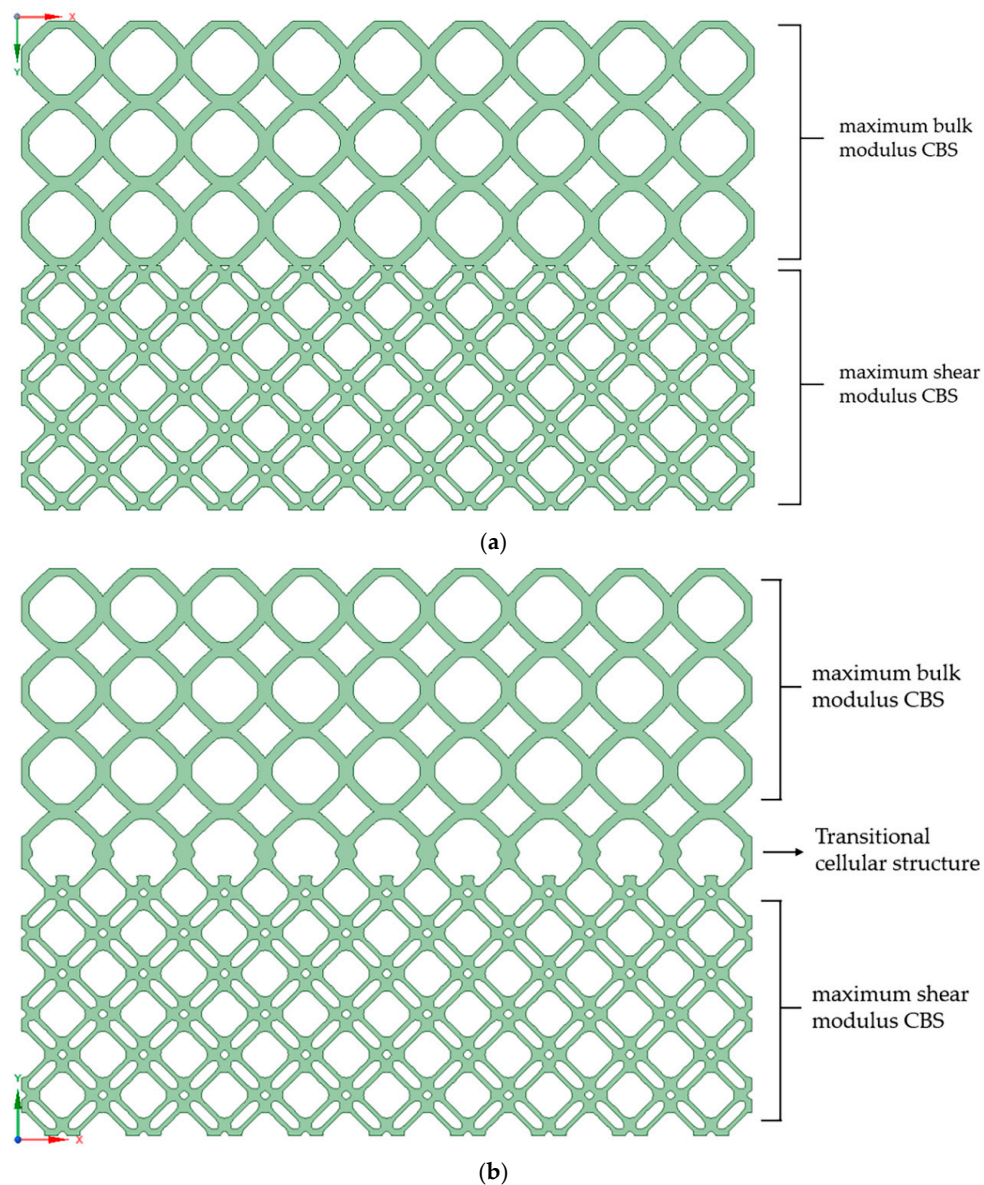 X
Y
maximum bulk
modulus CBS
maximum shear
modulus CBS
(a)
maximum bulk
modulus CBS
Transitional
cellular structure
maximum shear
modulus CBS
Y
X
(b)